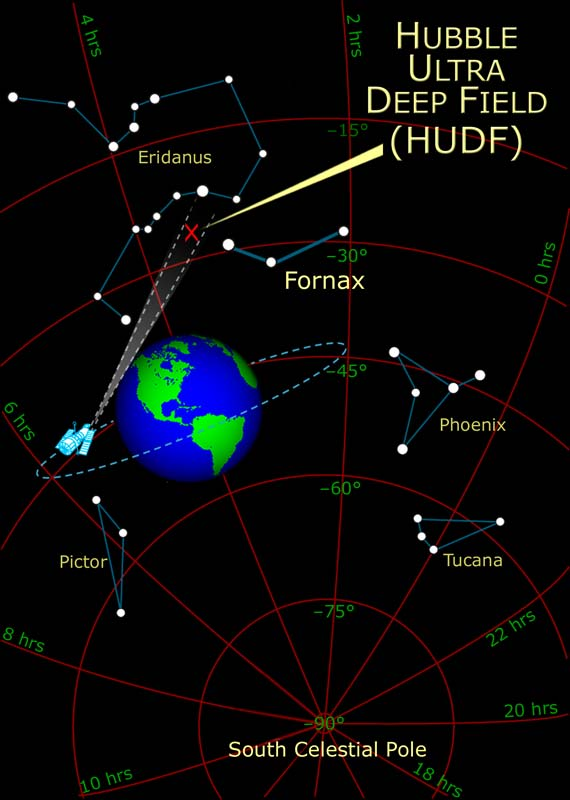 4 hrs
2 hrs
HUBBLE
ULTRA
DEEP FIELD
(HUDF)
−15°
Eridanus
−30°
Fornax
0 hrs
−45°
6 hrs
Phoenix
−60°
Pictor
Tucana
−75°
22 hrs
8 hrs
20 hrs
−90°
South Celestial Pole
10 hrs
18 hrs